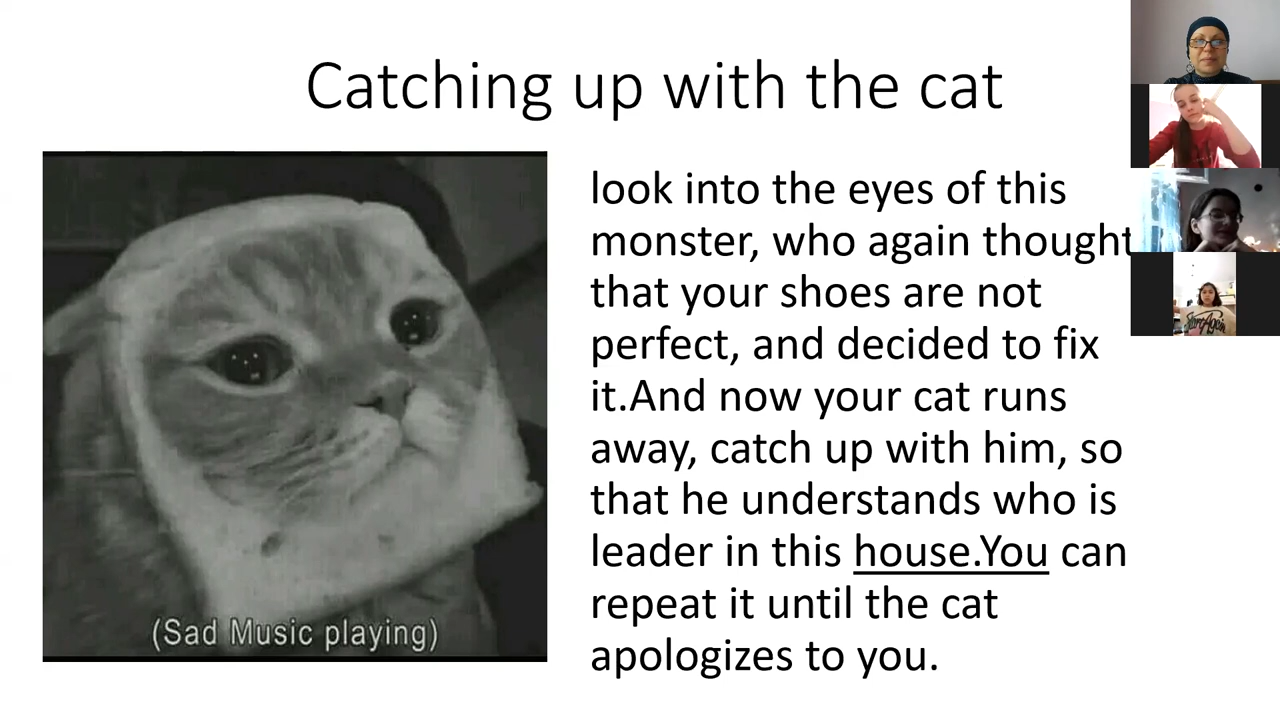 Catching up with the cat
look into the eyes of this
monster, who again thought
that your shoes are not
perfect, and decided to fix
it.And now your cat runs
away, catch up with him, so
that he understands who is
leader in this house.You can
repeat it until the cat
apologizes to you.
(Sad Music playing)